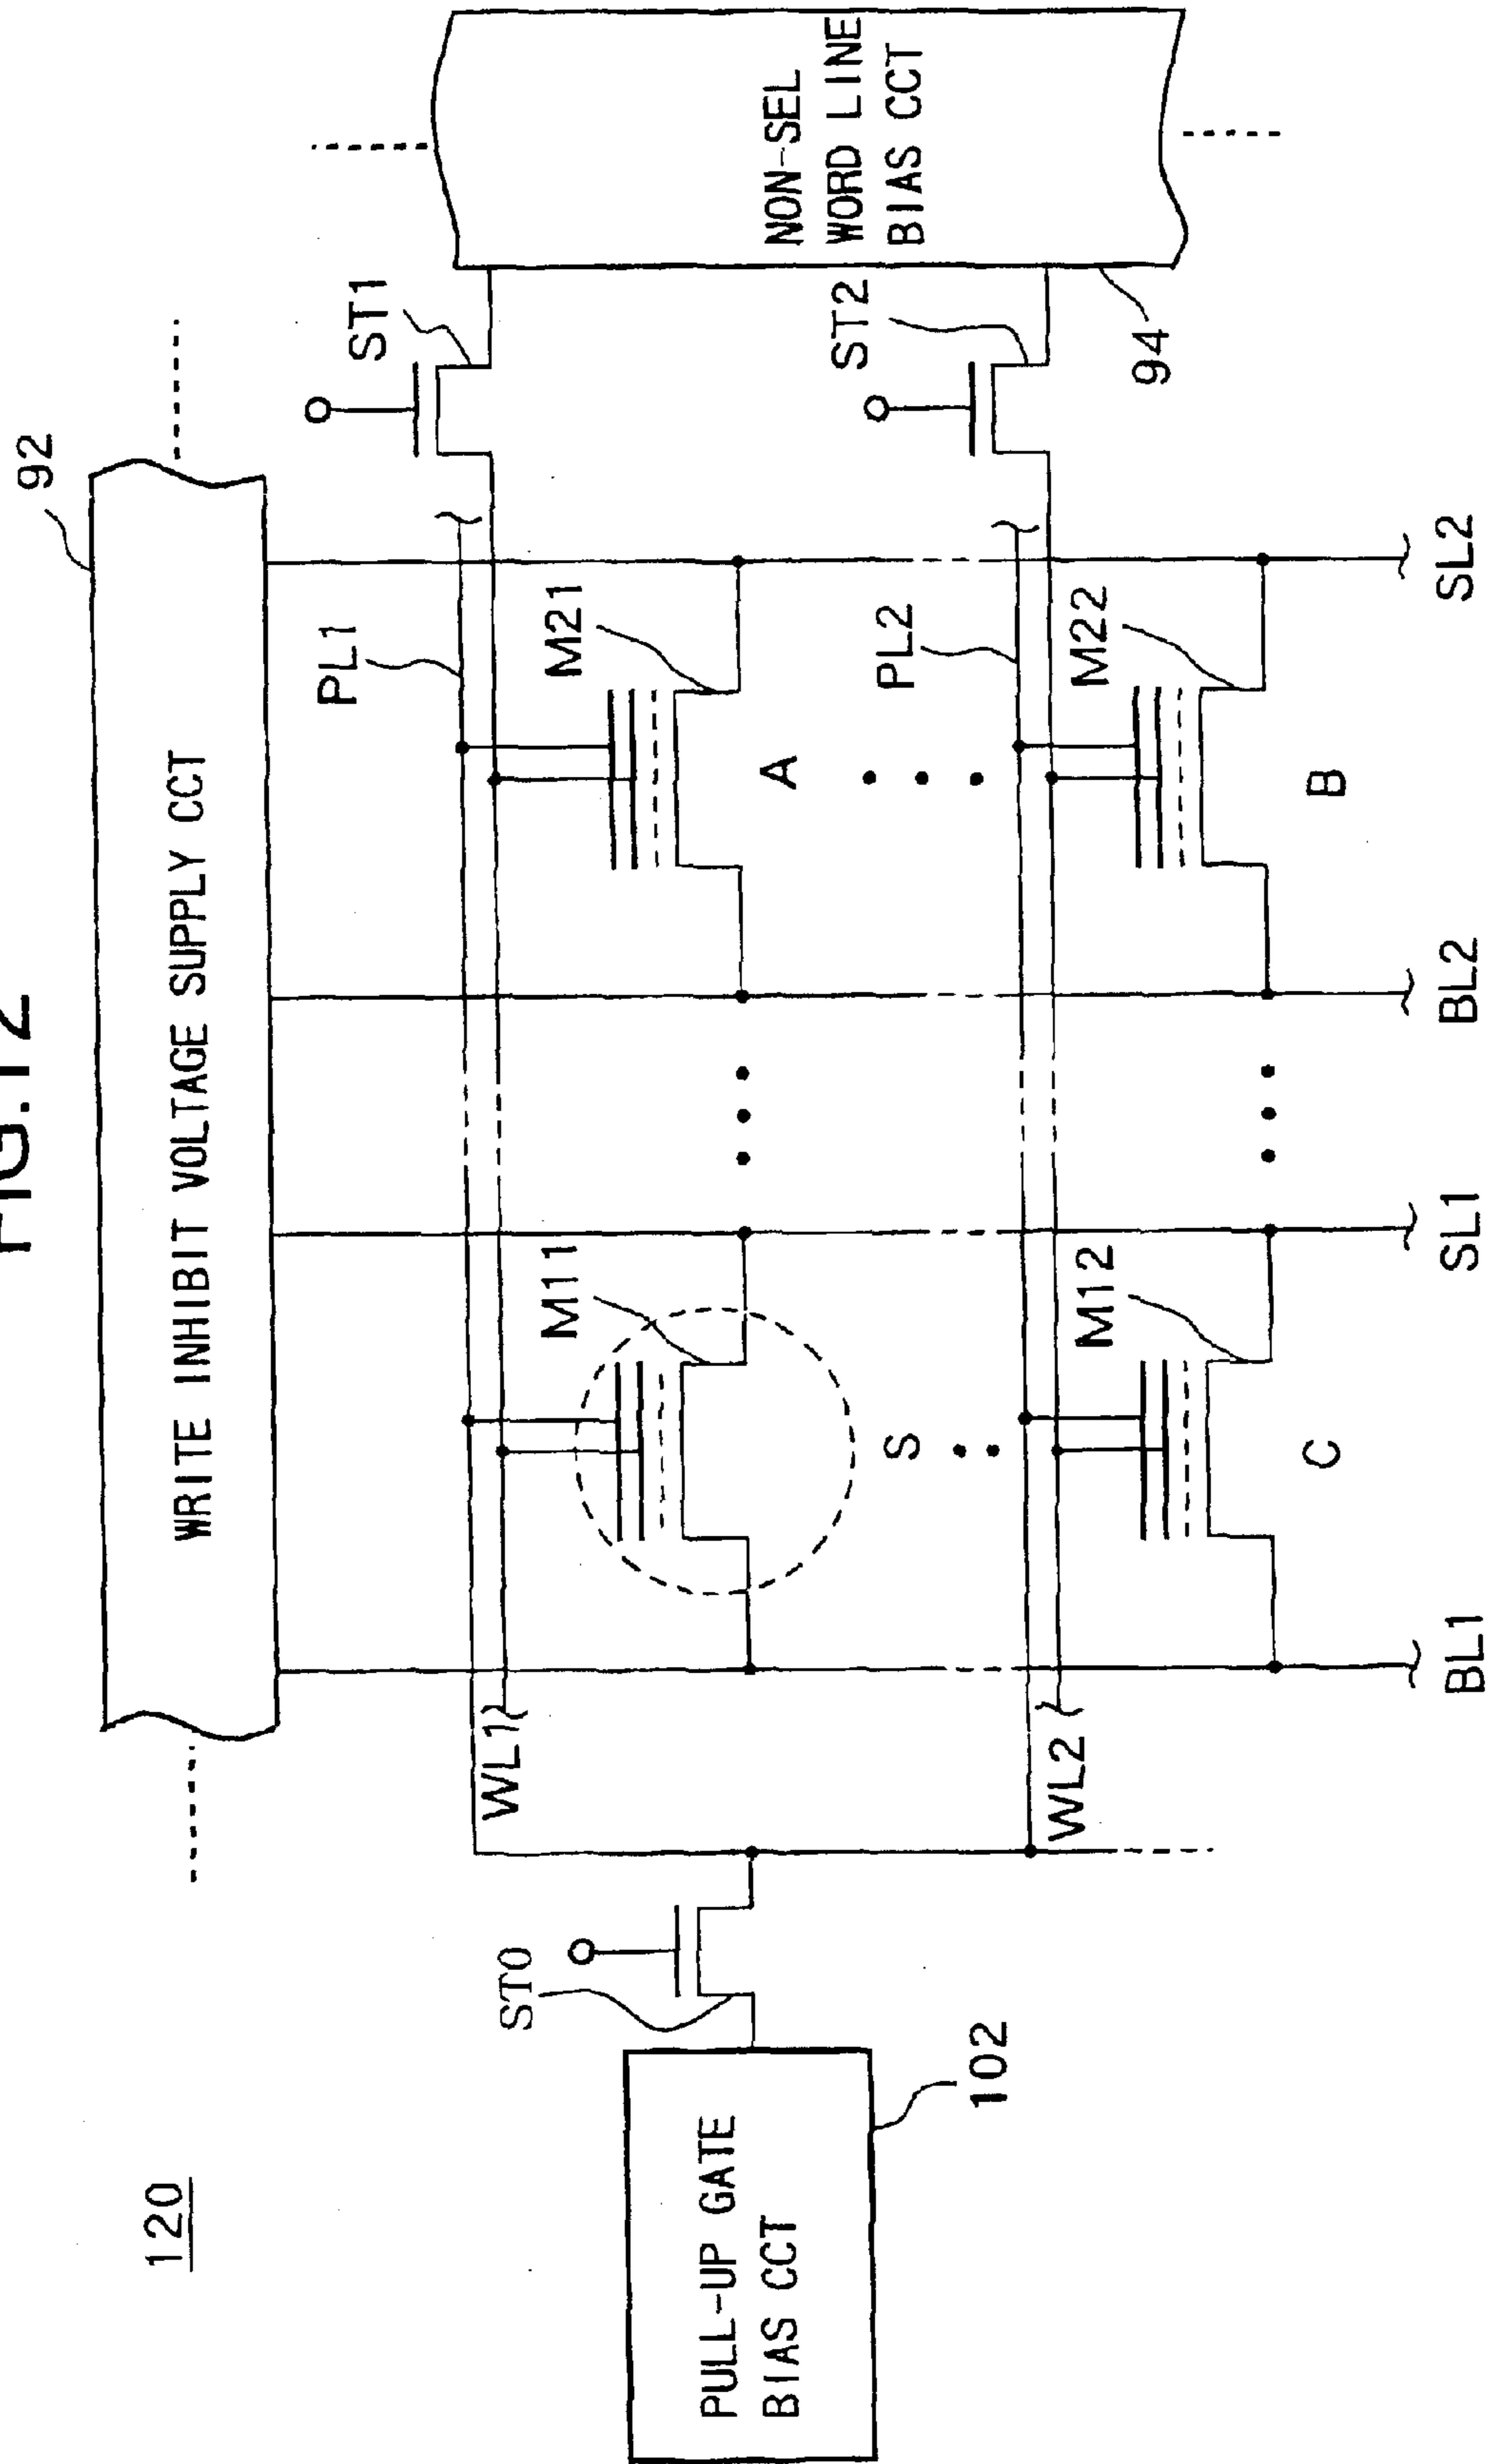 FIG.12
120
WRITE INHIBIT VOLTAGE SUPPLY CCT
92
PULL-UP GATE
BIAS CCT
102
ST0
WL1
WL2
M11
S
M12
C
PL1
M21
A
PL2
M22
B
ST1
ST2
NON-SEL
WORD LINE
BIAS CCT
94
BL1
SL1
BL2
SL2